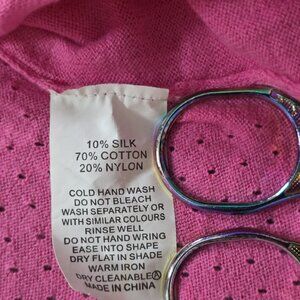 10% SILK
70% COTTON
20% NYLON
COLD HAND WASH
DO NOT BLEACH
WASH SEPARATELY OR
WITH SIMILAR COLOURS
RINSE WELL
DO NOT HAND WRING
EASE INTO SHAPE
DRY FLAT IN SHADE
WARM IRON
DRY CLEANABLEⒶ
MADE IN CHINA